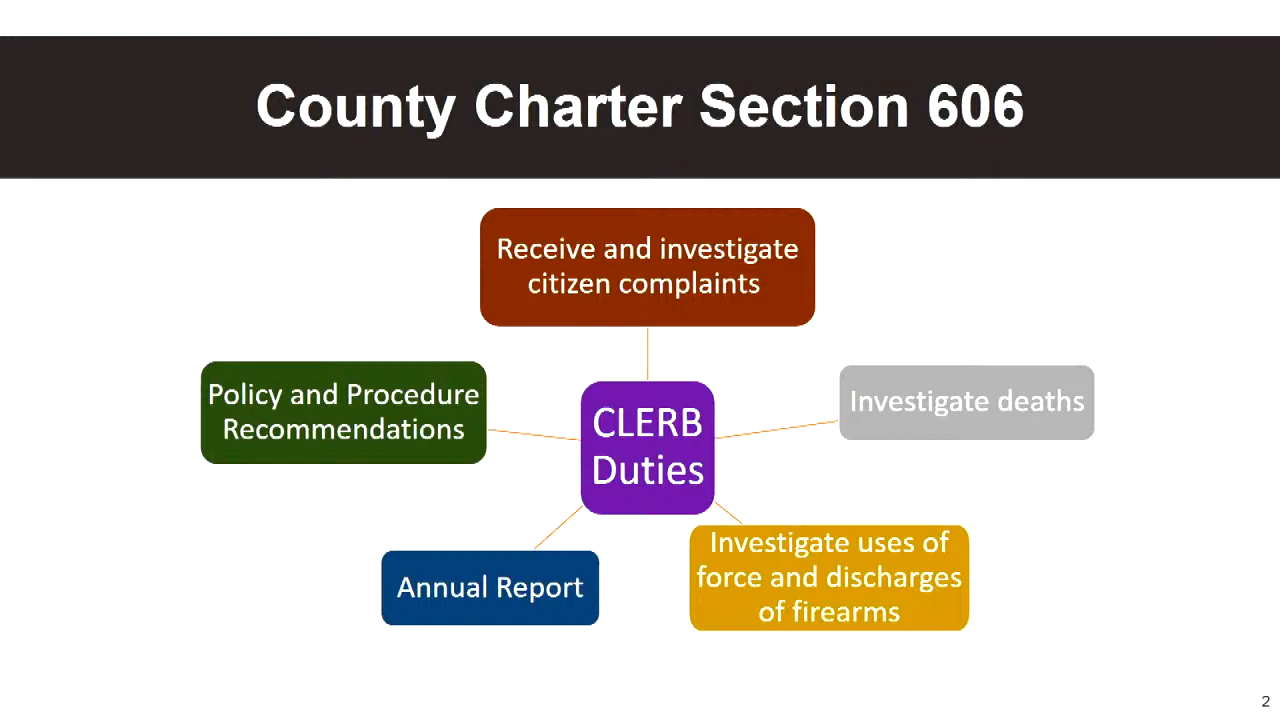 County Charter Section 606
Receive and investigate
citizen complaints
Policy and Procedure
Recommendations
CLERB
Duties
Investigate deaths
Annual Report
Investigate uses of
force and discharges
of firearms
2